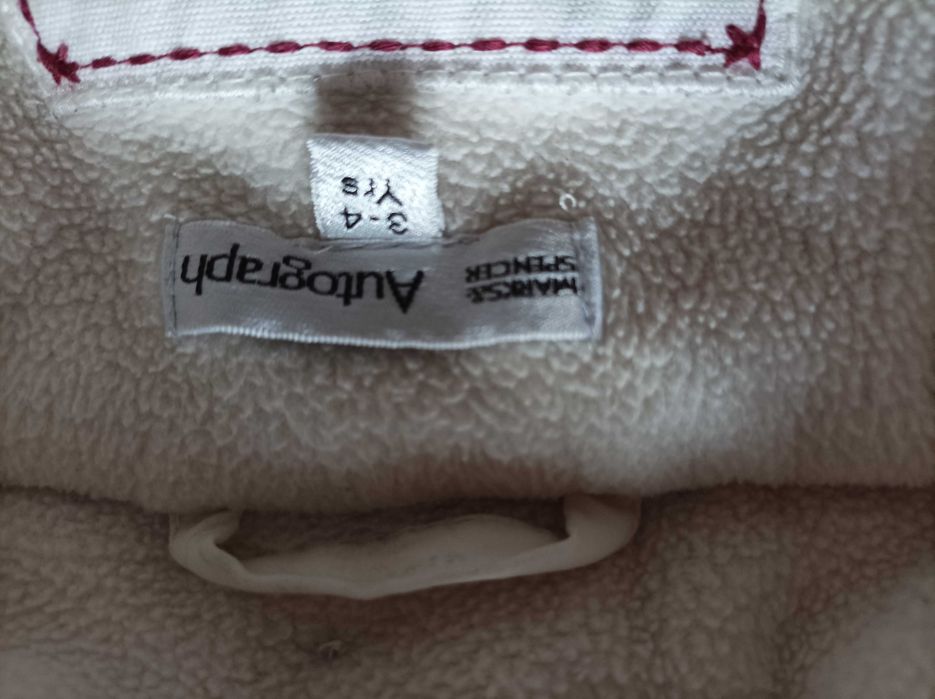 MARKS&
SPENCER
Autograph
3-4
Yrs